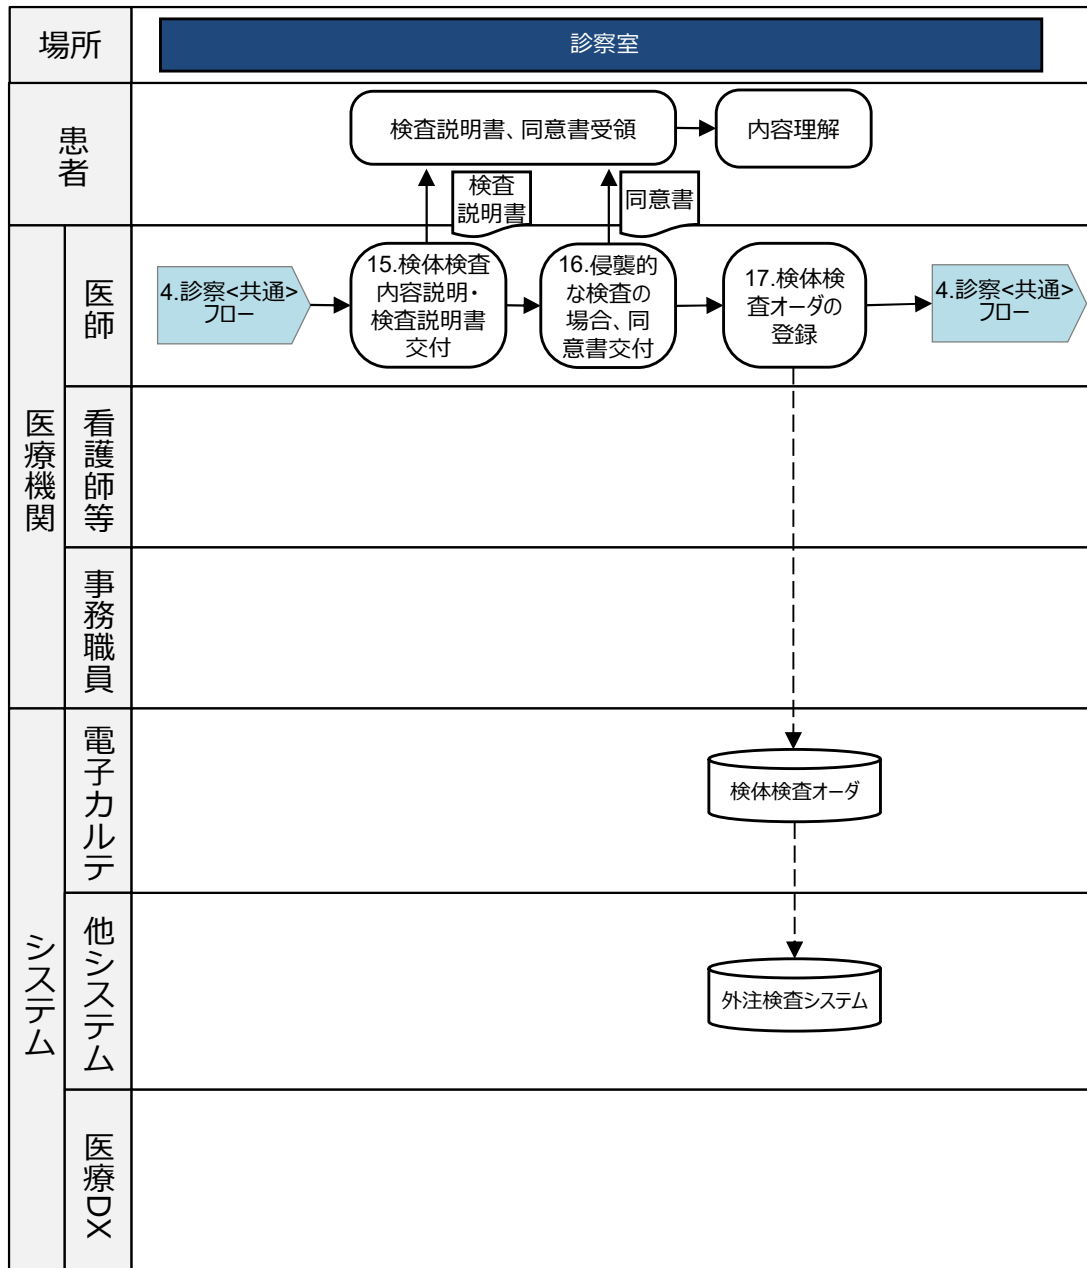 場所
診察室
患者
検査説明書、同意書受領
内容理解
検査
説明書
同意書
医療機関
医師
4.診察<共通>
フロー
15.検体検査
内容説明・
検査説明書
交付
16.侵襲的
な検査の
場合、同
意書交付
17.検体検
査オーダの
登録
4.診察<共通>
フロー
看護師等
事務職員
システム
電子カルテ
検体検査オーダ
他システム
外注検査システム
医療DX